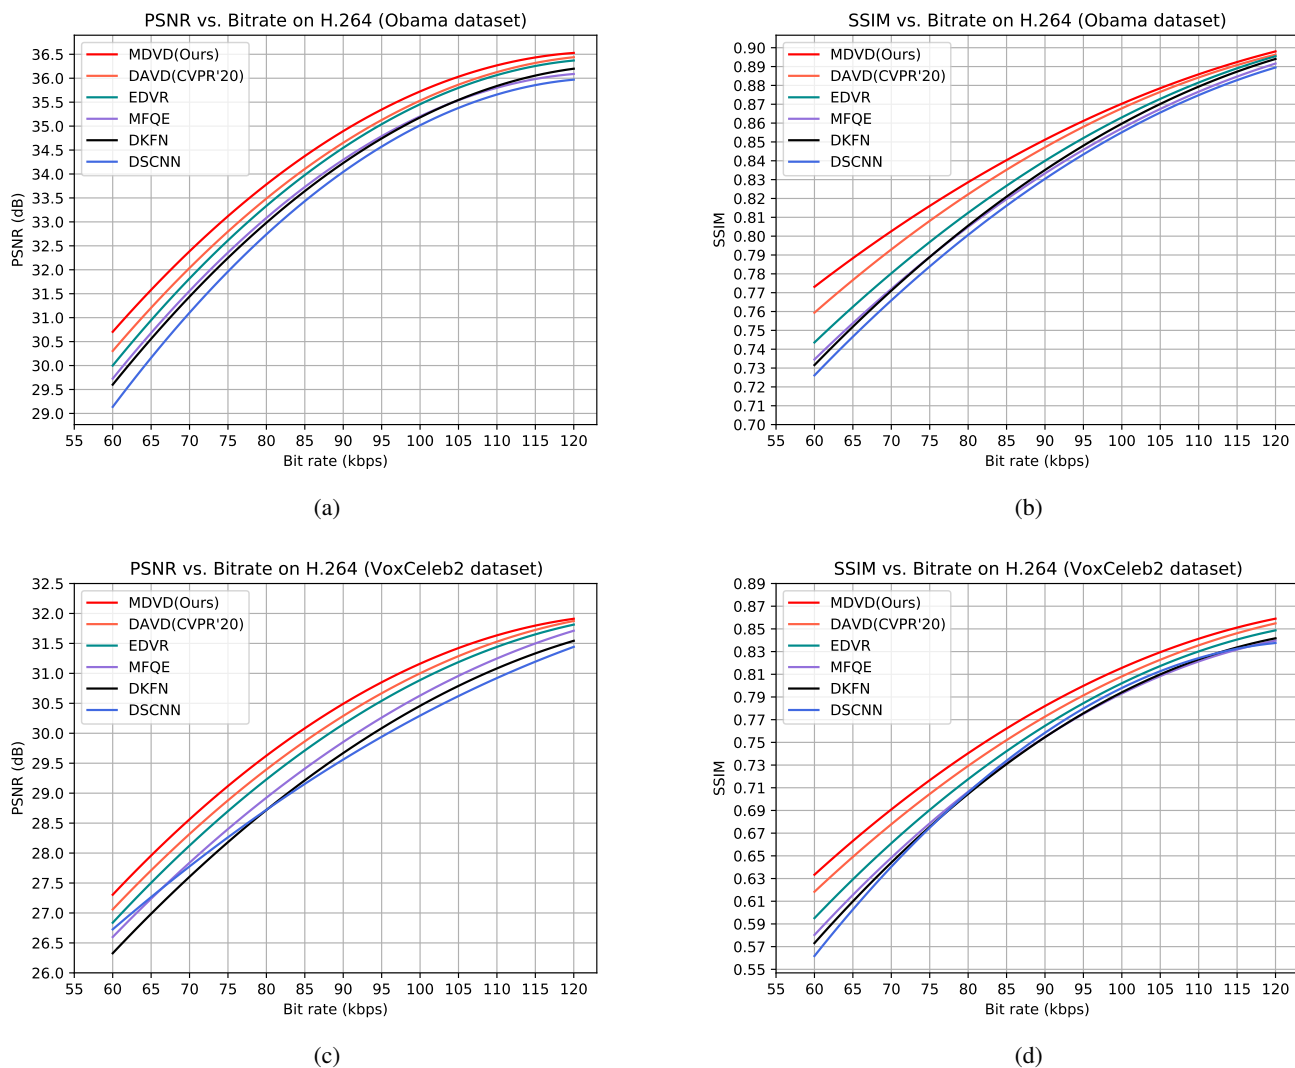 PSNR vs. Bitrate on H.264 (Obama dataset)
36.5
36.0
35.5
35.0
34.5
34.0
33.5
33.0
32.5
32.0
31.5
31.0
30.5
30.0
29.5
29.0
PSNR (dB)
MDVD(Ours)
DAVD(CVPR'20)
EDVR
MFQE
DKFN
DSCNN
55 60 65 70 75 80 85 90 95 100 105 110 115 120
Bit rate (kbps)
(a)
SSIM vs. Bitrate on H.264 (Obama dataset)
0.90
0.89
0.88
0.87
0.86
0.85
0.84
0.83
0.82
0.81
0.80
0.79
0.78
0.77
0.76
0.75
0.74
0.73
0.72
0.71
0.70
SSIM
MDVD(Ours)
DAVD(CVPR'20)
EDVR
MFQE
DKFN
DSCNN
55 60 65 70 75 80 85 90 95 100 105 110 115 120
Bit rate (kbps)
(b)
PSNR vs. Bitrate on H.264 (VoxCeleb2 dataset)
32.5
32.0
31.5
31.0
30.5
30.0
29.5
29.0
28.5
28.0
27.5
27.0
26.5
26.0
PSNR (dB)
MDVD(Ours)
DAVD(CVPR'20)
EDVR
MFQE
DKFN
DSCNN
55 60 65 70 75 80 85 90 95 100 105 110 115 120
Bit rate (kbps)
(c)
SSIM vs. Bitrate on H.264 (VoxCeleb2 dataset)
0.89
0.87
0.85
0.83
0.81
0.79
0.77
0.75
0.73
0.71
0.69
0.67
0.65
0.63
0.61
0.59
0.57
0.55
SSIM
MDVD(Ours)
DAVD(CVPR'20)
EDVR
MFQE
DKFN
DSCNN
55 60 65 70 75 80 85 90 95 100 105 110 115 120
Bit rate (kbps)
(d)